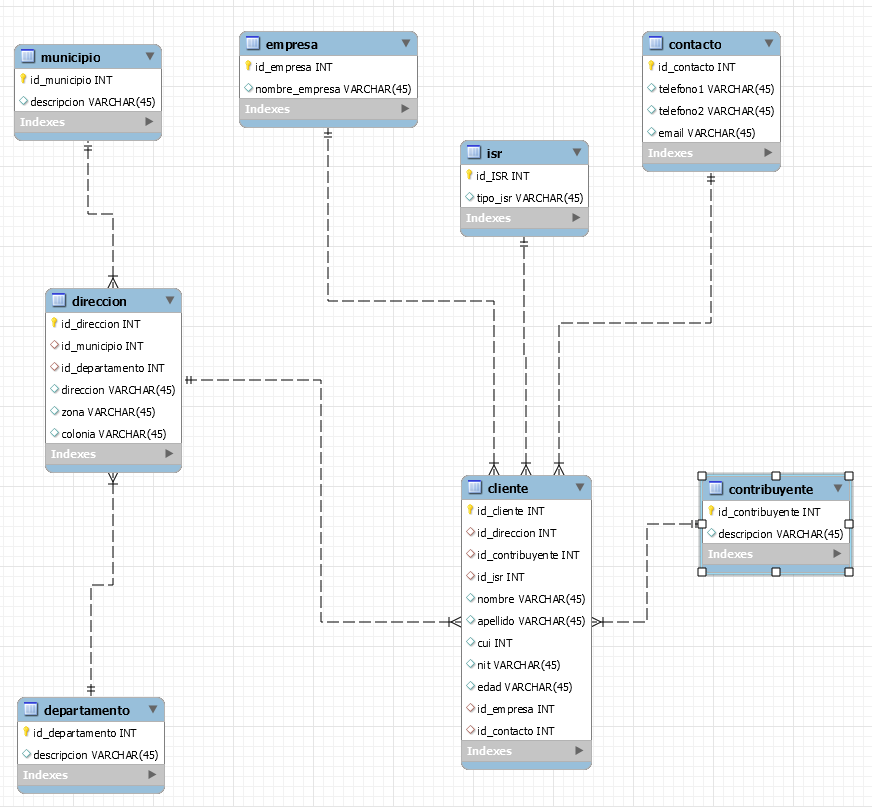 municipio
id_municipio INT
descripcion VARCHAR(45)
Indexes
empresa
id_empresa INT
nombre_empresa VARCHAR(45)
Indexes
isr
id_ISR INT
tipo_isr VARCHAR(45)
Indexes
contacto
id_contacto INT
telefono1 VARCHAR(45)
telefono2 VARCHAR(45)
email VARCHAR(45)
Indexes
direccion
id_direccion INT
id_municipio INT
id_departamento INT
direccion VARCHAR(45)
zona VARCHAR(45)
colonia VARCHAR(45)
Indexes
cliente
id_cliente INT
id_direccion INT
id_contribuyente INT
id_isr INT
nombre VARCHAR(45)
apellido VARCHAR(45)
cui INT
nit VARCHAR(45)
edad VARCHAR(45)
id_empresa INT
id_contacto INT
Indexes
contribuyente
id_contribuyente INT
descripcion VARCHAR(45)
Indexes
departamento
id_departamento INT
descripcion VARCHAR(45)
Indexes